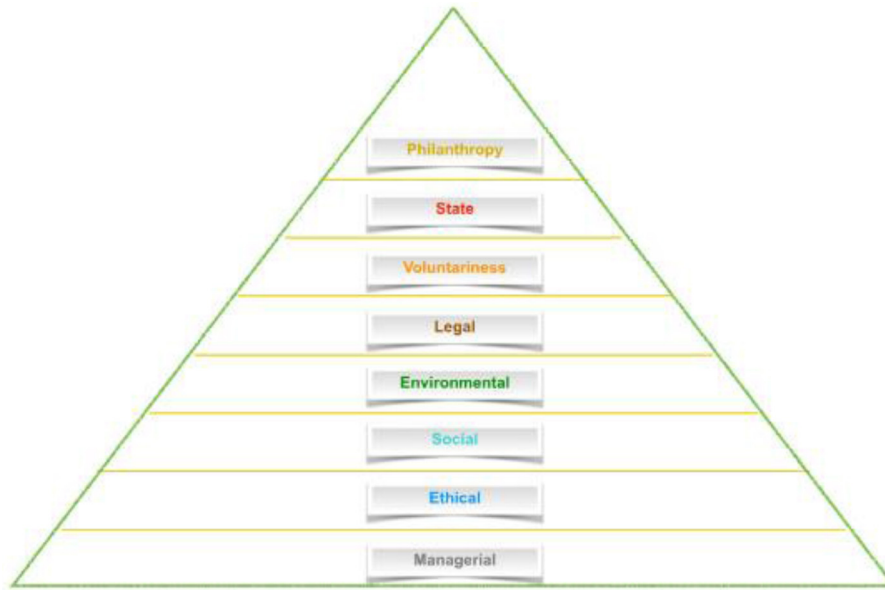 Philanthropy
State
Voluntariness
Legal
Environmental
Social
Ethical
Managerial